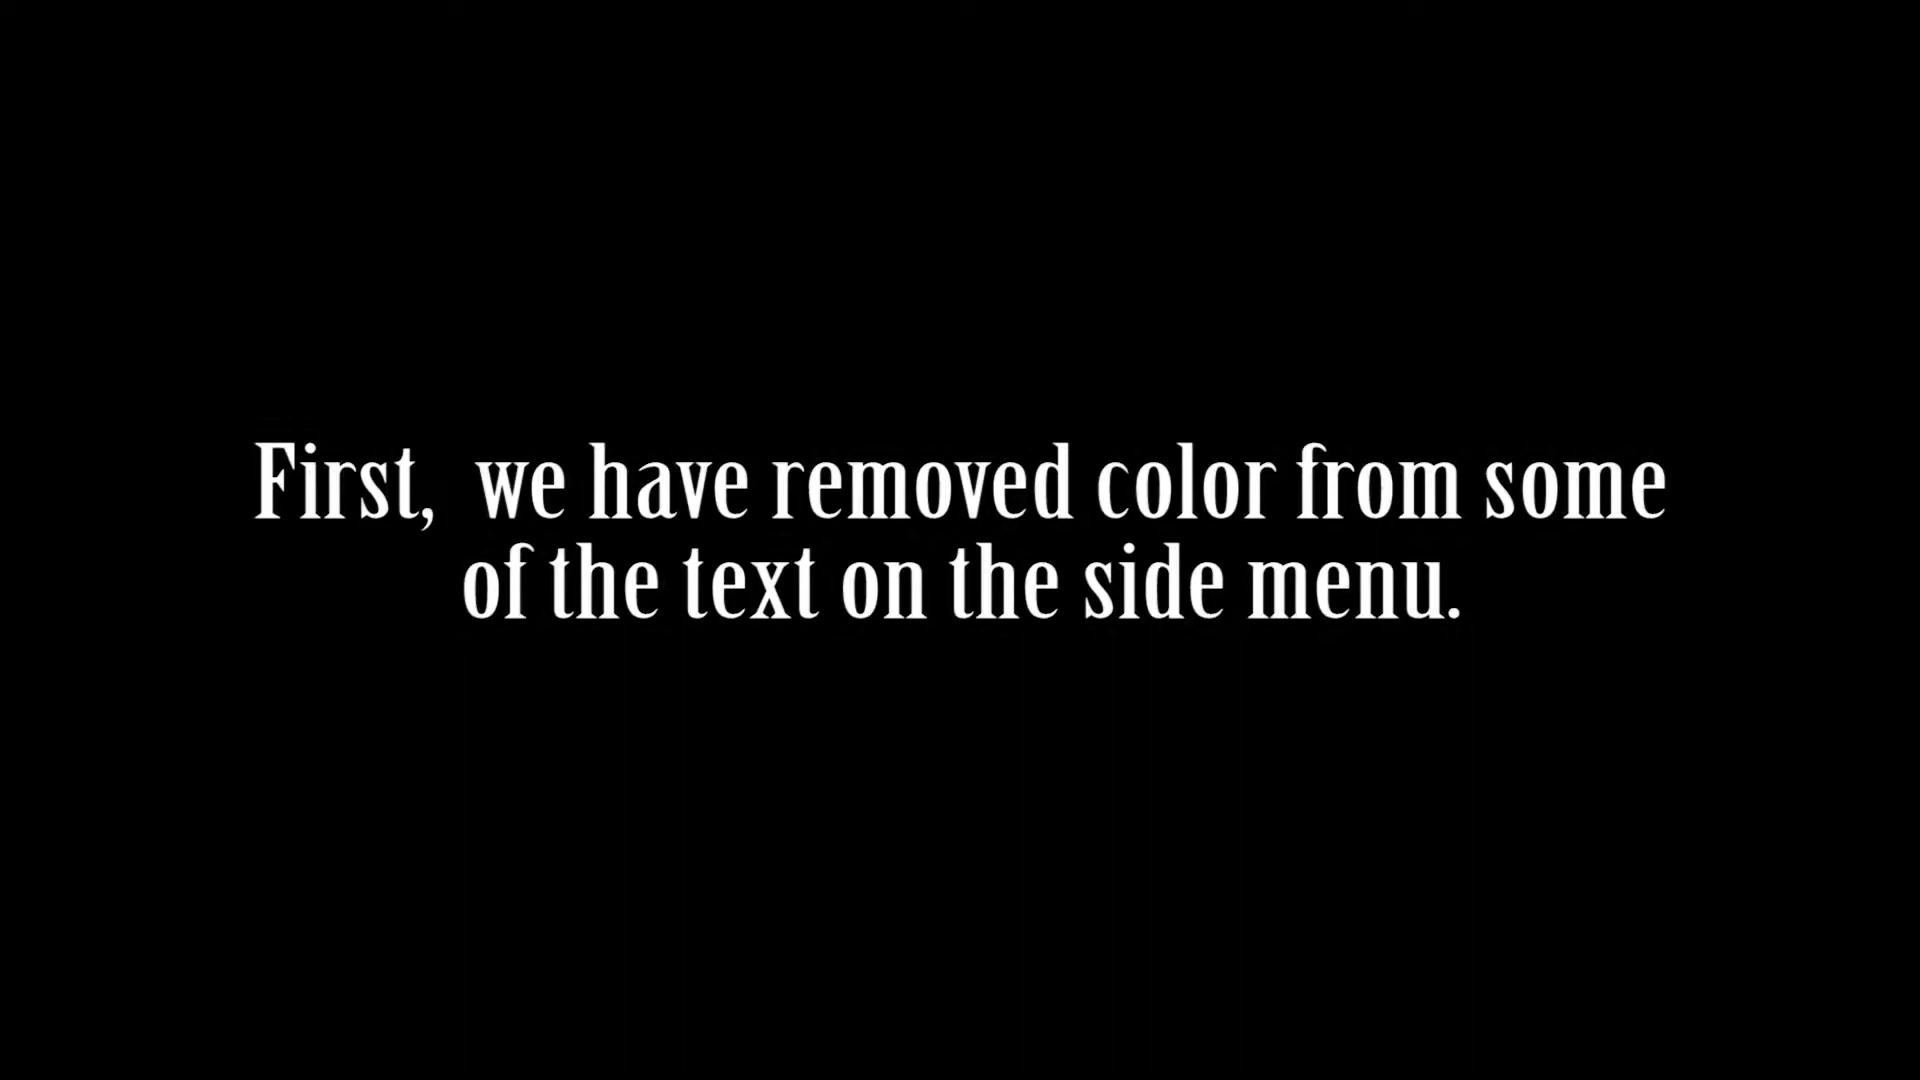 First,  we have removed color from some
of the text on the side menu.